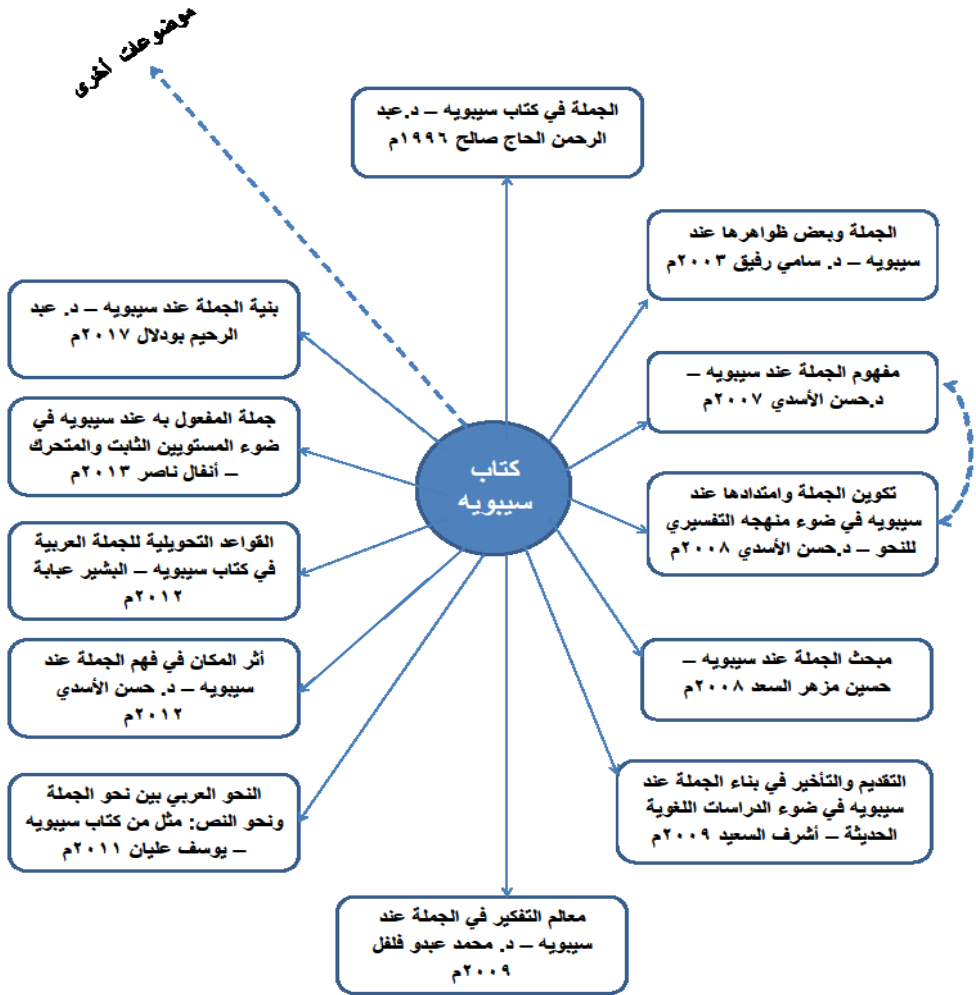 موضوعات أخرى
الجملة في كتاب سيبويه – د.عبد
الرحمن الحاج صالح ١٩٩٦م
الجملة وبعض ظواهرها عند
سيبويه – د. سامي رفيق ٢٠٠٣م
مفهوم الجملة عند سيبويه –
د.حسن الأسدي ٢٠٠٧م
تكوين الجملة وامتدادها عند
سيبويه في ضوء منهجه التفسيري
للنحو – د.حسن الأسدي ٢٠٠٨م
مبحث الجملة عند سيبويه –
حسين مزهر السعد ٢٠٠٨م
التقديم والتأخير في بناء الجملة عند
سيبويه في ضوء الدراسات اللغوية
الحديثة – أشرف السعيد ٢٠٠٩م
معالم التفكير في الجملة عند
سيبويه – د. محمد عبدو فلفل
٢٠٠٩م
النحو العربي بين نحو الجملة
ونحو النص: مثل من كتاب سيبويه
– يوسف عليان ٢٠١١م
أثر المكان في فهم الجملة عند
سيبويه – د. حسن الأسدي
٢٠١٢م
القواعد التحويلية للجملة العربية
في كتاب سيبويه – البشير عبابة
٢٠١٢م
جملة المفعول به عند سيبويه في
ضوء المستويين الثابت والمتحرك
– أنفال ناصر ٢٠١٣م
بنية الجملة عند سيبويه – د. عبد
الرحيم بودلال ٢٠١٧م
كتاب
سيبويه